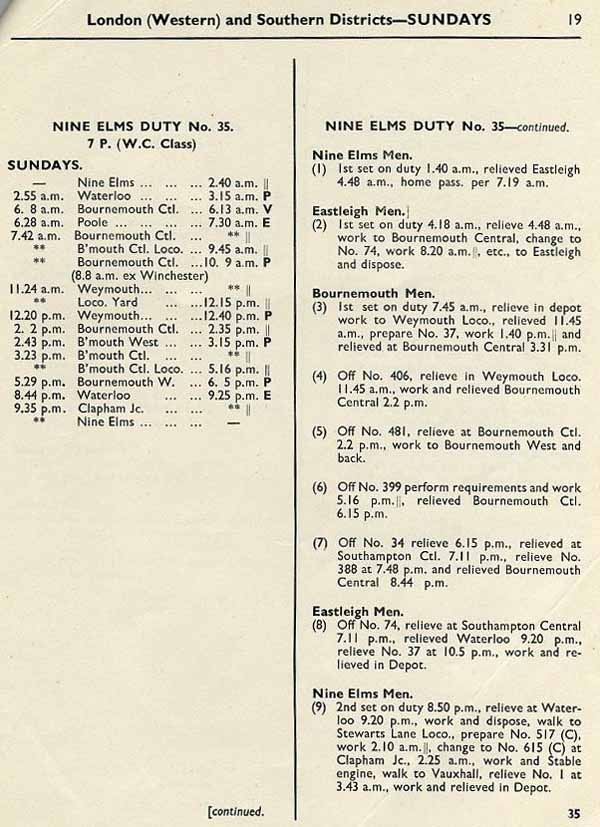 London (Western) and Southern Districts—SUNDAYS 19
NINE ELMS DUTY No. 35.
7 P. (W.C. Class)
SUNDAYS.
— Nine Elms ... ... ... 2.40 a.m. ||
2.55 a.m. Waterloo ... ... ... 3.15 a.m. P
6. 8 a.m. Bournemouth Ctl. ... 6.13 a.m. V
6.28 a.m. Poole ... ... ... ... 7.30 a.m. E
7.42 a.m. Bournemouth Ctl. ... ** ||
** B'mouth Ctl. Loco. ... 9.45 a.m. ||
** Bournemouth Ctl. ...10. 9 a.m. P
(8.8 a.m. ex Winchester)
11.24 a.m. Weymouth... ... ... ** ||
** Loco. Yard ... ...12.15 p.m. ||
12.20 p.m. Weymouth... ... ...12.40 p.m. P
2. 2 p.m. Bournemouth Ctl. ... 2.35 p.m. ||
2.43 p.m. B'mouth West ... ... 3.15 p.m. P
3.23 p.m. B'mouth Ctl. ... ... ** ||
** B'mouth Ctl. Loco. ... 5.16 p.m. ||
5.29 p.m. Bournemouth W. ... 6. 5 p.m. P
8.44 p.m. Waterloo ... ... 9.25 p.m. E
9.35 p.m. Clapham Jc. ... ... ** ||
** Nine Elms ... ... ... —
[continued.
NINE ELMS DUTY No. 35—continued.
Nine Elms Men.
(1) 1st set on duty 1.40 a.m., relieved Eastleigh
4.48 a.m., home pass. per 7.19 a.m.
Eastleigh Men.
(2) 1st set on duty 4.18 a.m., relieve 4.48 a.m.,
work to Bournemouth Central, change to
No. 74, work 8.20 a.m.||, etc., to Eastleigh
and dispose.
Bournemouth Men.
(3) 1st set on duty 7.45 a.m., relieve in depot
work to Weymouth Loco., relieved 11.45
a.m., prepare No. 37, work 1.40 p.m.|| and
relieved at Bournemouth Central 3.31 p.m.
(4) Off No. 406, relieve in Weymouth Loco.
11.45 a.m., work and relieved Bournemouth
Central 2.2 p.m.
(5) Off No. 481, relieve at Bournemouth Ctl.
2.2 p.m., work to Bournemouth West and
back.
(6) Off No. 399 perform requirements and work
5.16 p.m.||, relieved Bournemouth Ctl.
6.15 p.m.
(7) Off No. 34 relieve 6.15 p.m., relieved at
Southampton Ctl. 7.11 p.m., relieve No.
388 at 7.48 p.m. and relieved Bournemouth
Central 8.44 p.m.
Eastleigh Men.
(8) Off No. 74, relieve at Southampton Central
7.11 p.m., relieved Waterloo 9.20 p.m.,
relieve No. 37 at 10.5 p.m., work and re-
lieved in Depot.
Nine Elms Men.
(9) 2nd set on duty 8.50 p.m., relieve at Water-
loo 9.20 p.m., work and dispose, walk to
Stewarts Lane Loco., prepare No. 517 (C),
work 2.10 a.m.||, change to No. 615 (C) at
Clapham Jc., 2.25 a.m., work and Stable
engine, walk to Vauxhall, relieve No. 1 at
3.43 a.m., work and relieved in Depot.
35